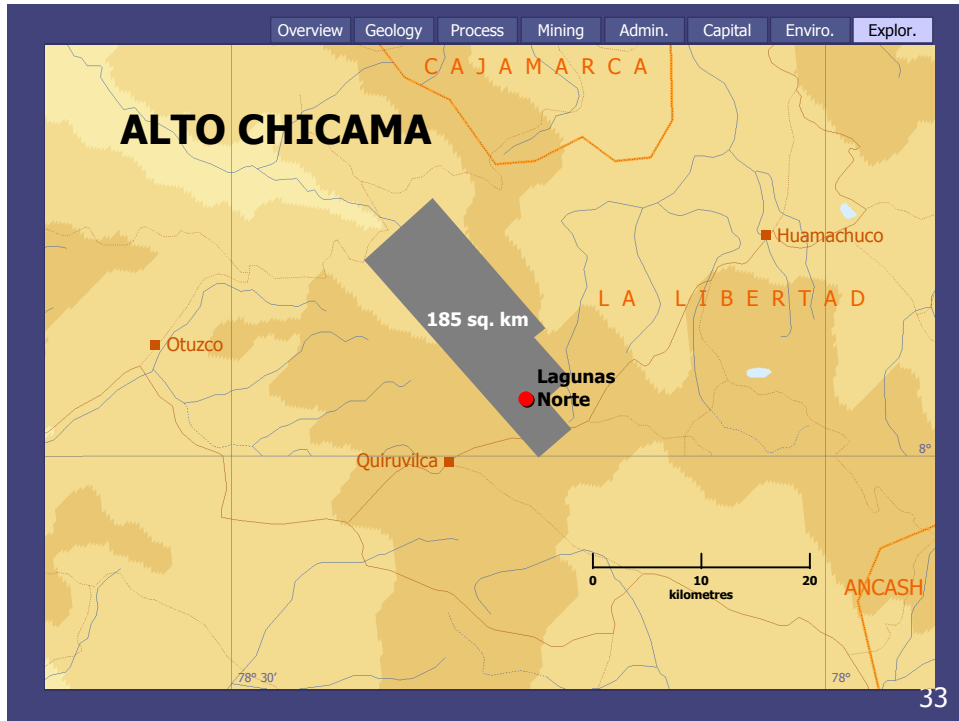 Overview Geology Process Mining Admin. Capital Enviro. Explor.
C A J A M A R C A
ALTO CHICAMA
Huamachuco
L A L I B E R T A D
185 sq. km
Otuzco
Lagunas
Norte
8°
Quiruvilca
0 10 20
kilometres
ANCASH
78° 30’
78°
33